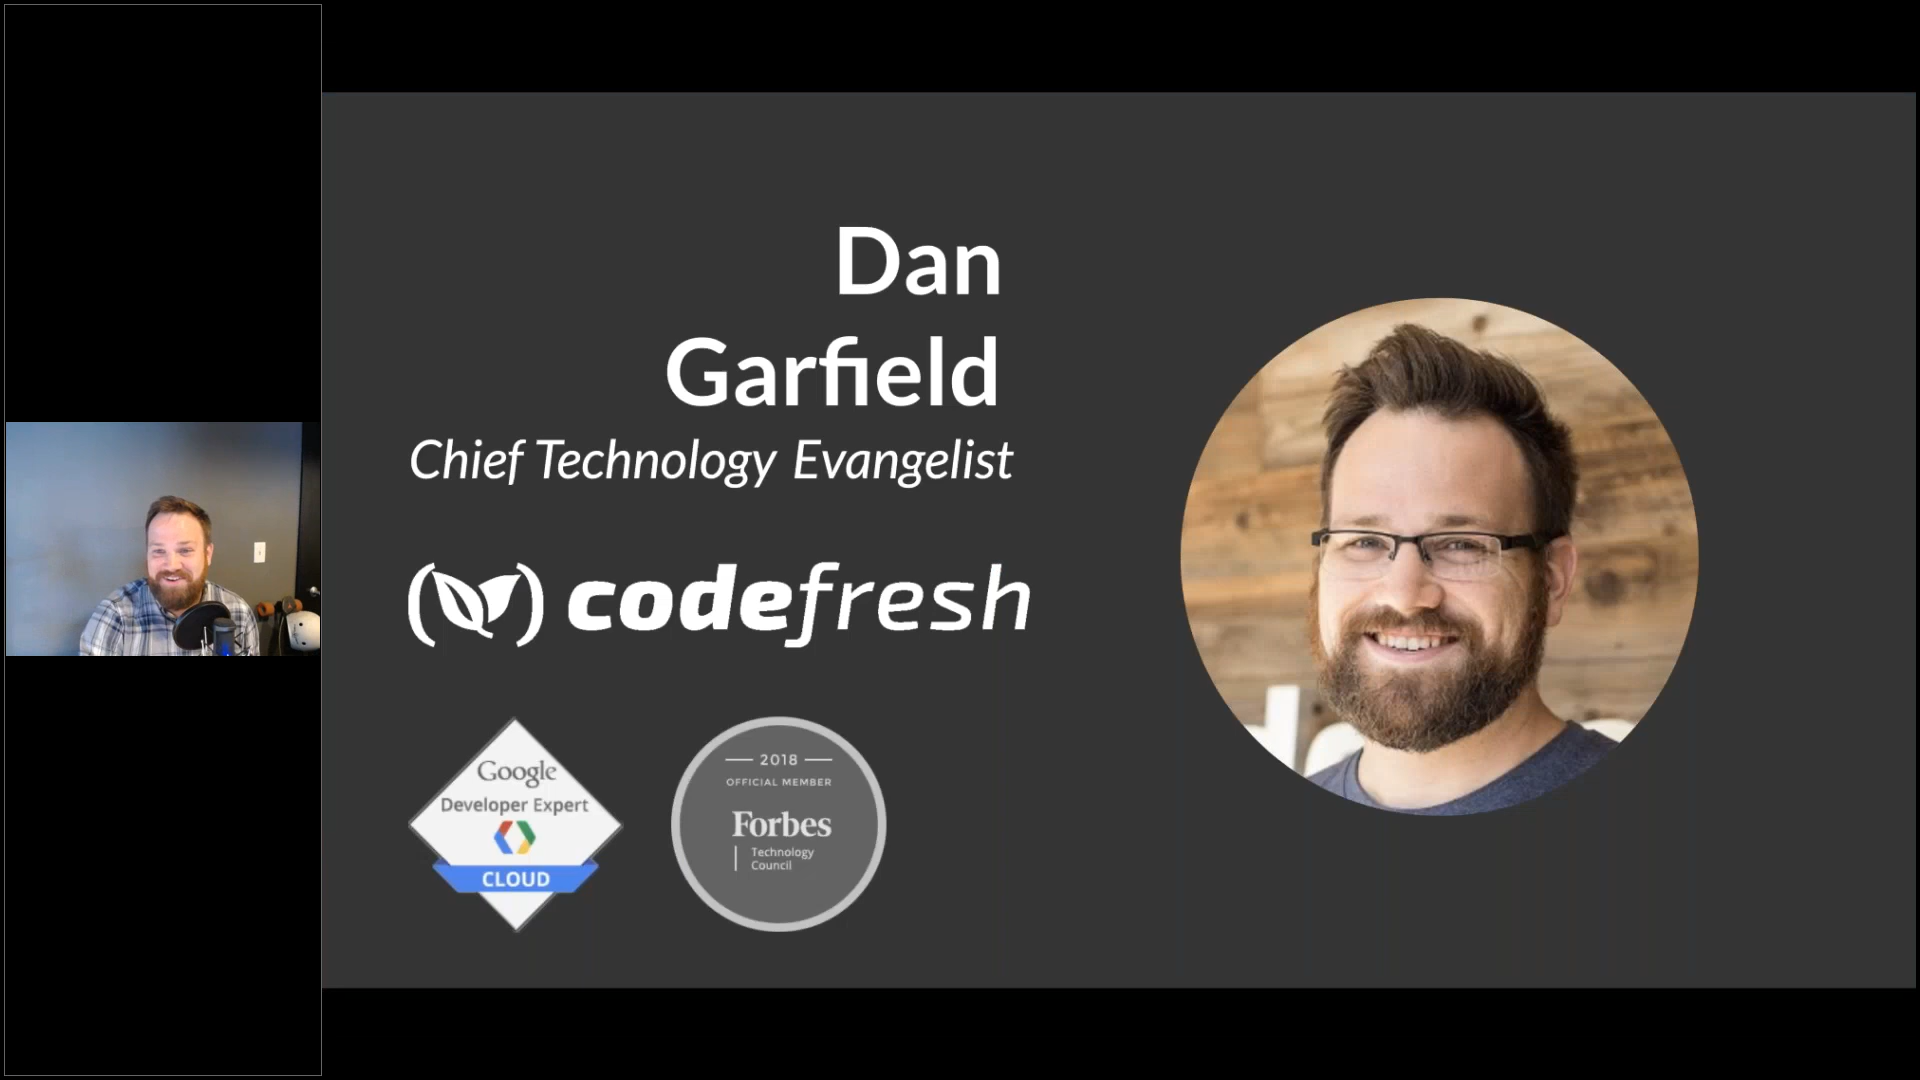 Dan
Garfield
Chief Technology Evangelist
codefresh
Google
Developer Expert
CLOUD
2018
OFFICIAL MEMBER
Forbes
Technology
Council